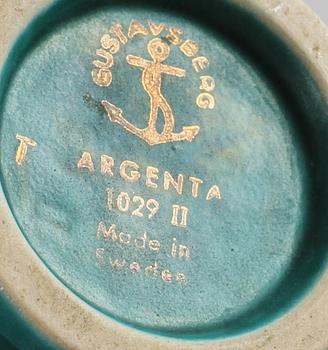 GUSTAVSBERG
T
ARGENTA
1029 II
Made in
Sweden